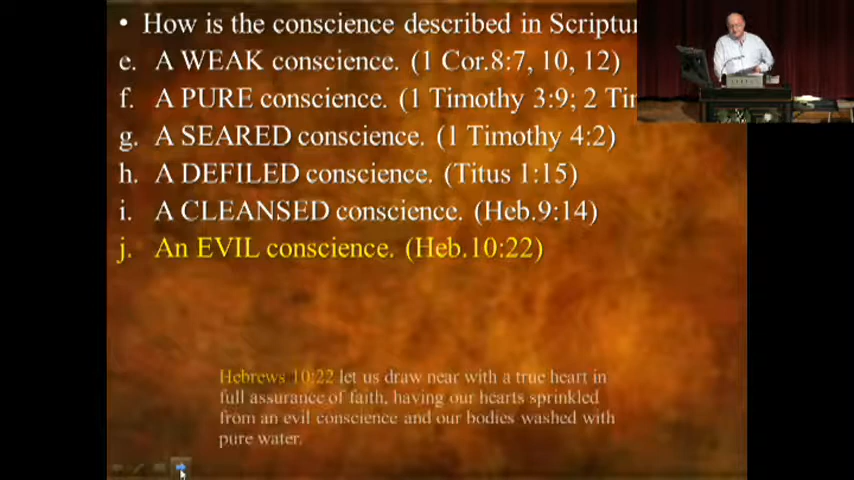 • How is the conscience described in Scriptur
e. A WEAK conscience. (1 Cor.8:7, 10, 12)
f. A PURE conscience. (1 Timothy 3:9; 2 Tim
g. A SEARED conscience. (1 Timothy 4:2)
h. A DEFILED conscience. (Titus 1:15)
i. A CLEANSED conscience. (Heb.9:14)
j. An EVIL conscience. (Heb.10:22)
Hebrews 10:22 let us draw near with a true heart in
full assurance of faith, having our hearts sprinkled
from an evil conscience and our bodies washed with
pure water.